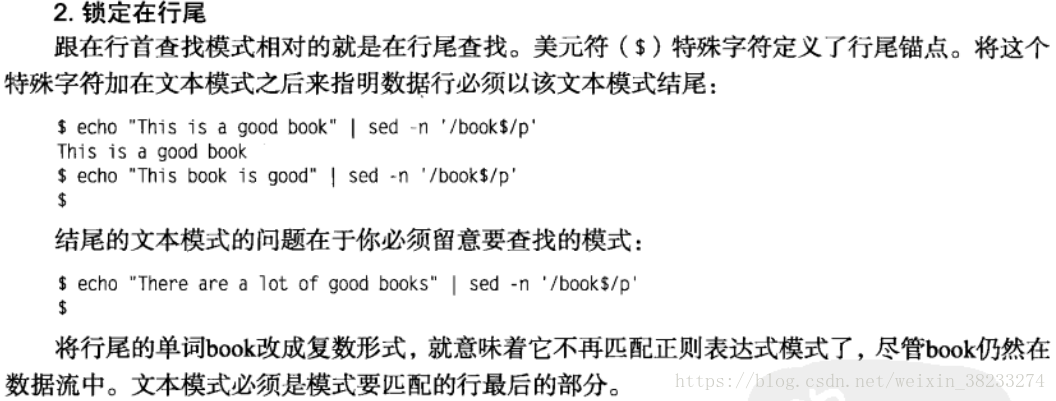 2. 锁定在行尾
跟在行首查找模式相对的就是在行尾查找。美元符（$）特殊字符定义了行尾锚点。将这个
特殊字符加在文本模式之后来指明数据行必须以该文本模式结尾：
$ echo "This is a good book" | sed -n '/book$/p'
This is a good book
$ echo "This book is good" | sed -n '/book$/p'
$
结尾的文本模式的问题在于你必须留意要查找的模式：
$ echo "There are a lot of good books" | sed -n '/book$/p'
$
将行尾的单词book改成复数形式，就意味着它不再匹配正则表达式模式了，尽管book仍然在
数据流中。文本模式必须是模式要匹配的行最后的部分。
https://blog.csdn.net/weixin_38233274